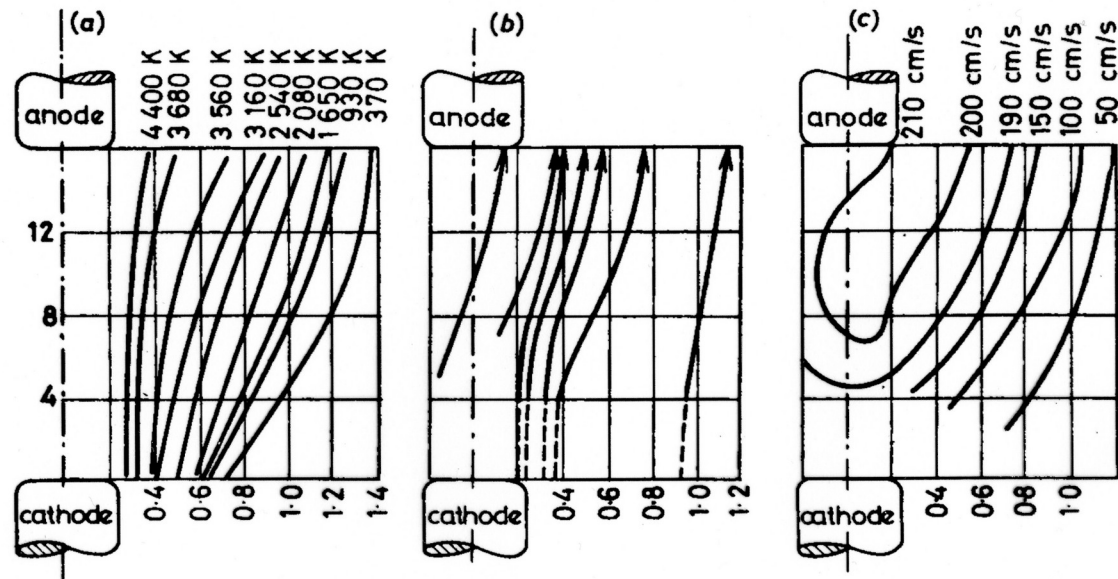 (a)
4 400 K
3 680 K
3 560 K
3 160 K
2 540 K
2 080 K
1 650 K
930 K
370 K
anode
12
8
4
cathode
0·4
0·6
0·8
1·0
1·2
1·4
(b)
anode
cathode
0·4
0·6
0·8
1·0
1·2
(c)
210 cm/s
200 cm/s
190 cm/s
150 cm/s
100 cm/s
50 cm/s
anode
cathode
0·4
0·6
0·8
1·0